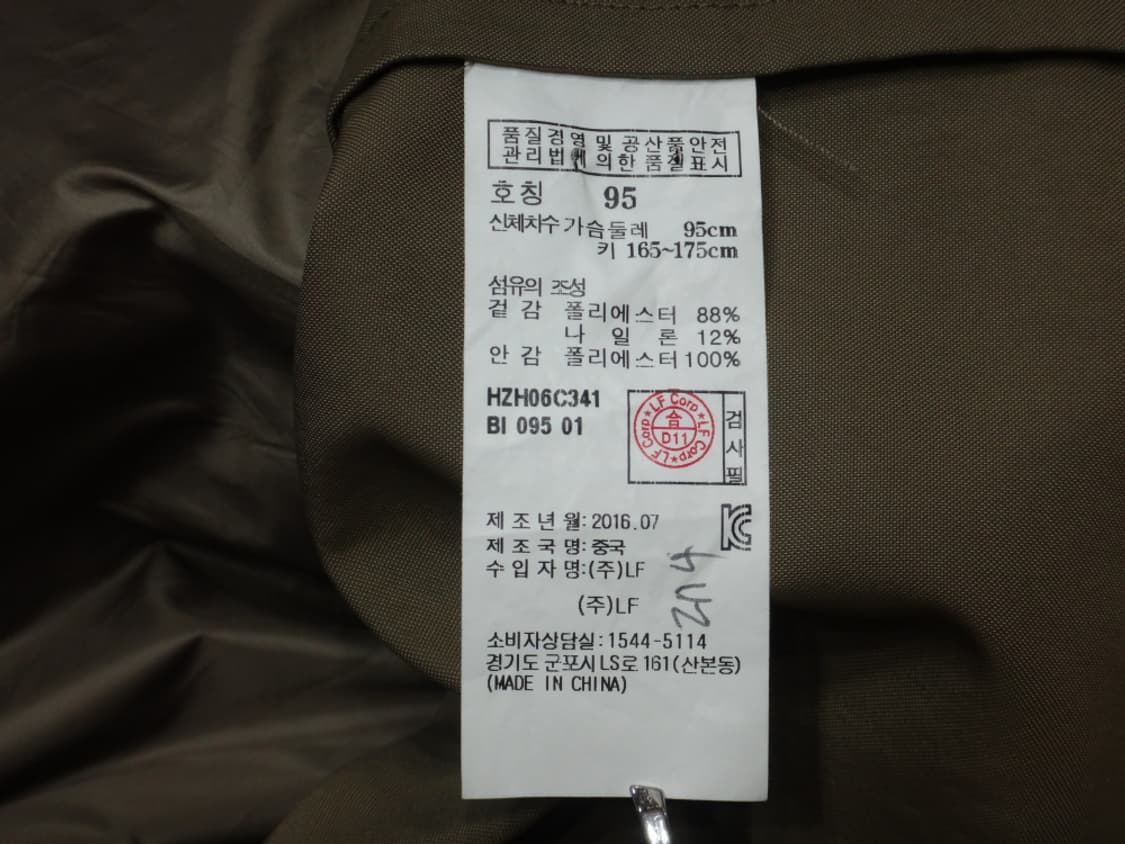 품질경영 및 공산품안전
관리법에 의한 품질표시
호칭 95
신체치수 가슴둘레 95cm
키 165~175cm
섬유의 조성
겉 감 폴리에스터 88%
나 일 론 12%
안 감 폴리에스터 100%
HZH06C341
BI 095 01
LF Corp ★ LF Corp ★ LF Corp ★
合
D11
검사필
제 조 년 월: 2016.07
제 조 국 명: 중국
수 입 자 명:(주)LF
(주)LF
소비자상담실: 1544-5114
경기도 군포시 LS로 161(산본동)
(MADE IN CHINA)